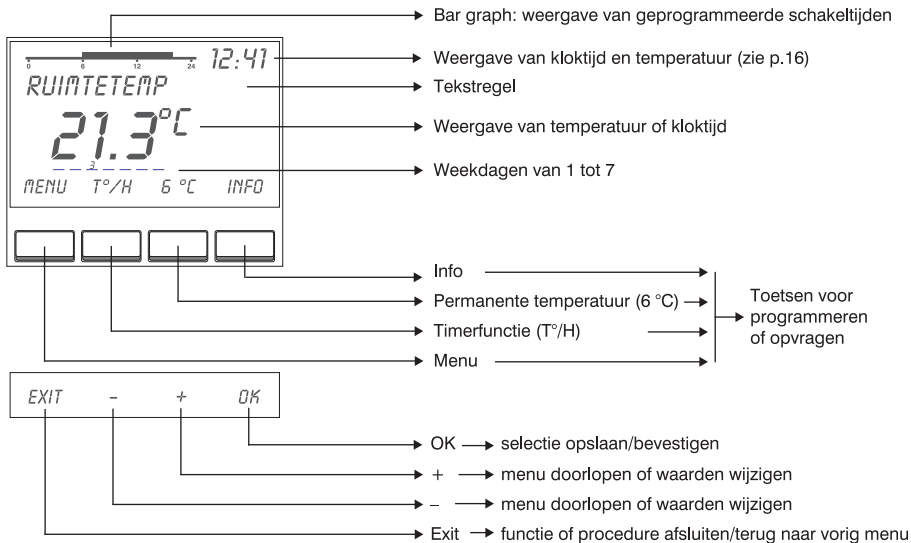 Bar graph: weergave van geprogrammeerde schakeltijden
0 6 12 24 12:41
Weergave van kloktijd en temperatuur (zie p.16)
RUIMTETEMP
Tekstregel
21.3°C
Weergave van temperatuur of kloktijd
3
Weekdagen van 1 tot 7
MENU T°/H 6 °C INFO
Info
Permanente temperatuur (6 °C)
Timerfunctie (T°/H)
Menu
Toetsen voor
programmeren
of opvragen
EXIT – + OK
OK selectie opslaan/bevestigen
+ menu doorlopen of waarden wijzigen
– menu doorlopen of waarden wijzigen
Exit functie of procedure afsluiten/terug naar vorig menu